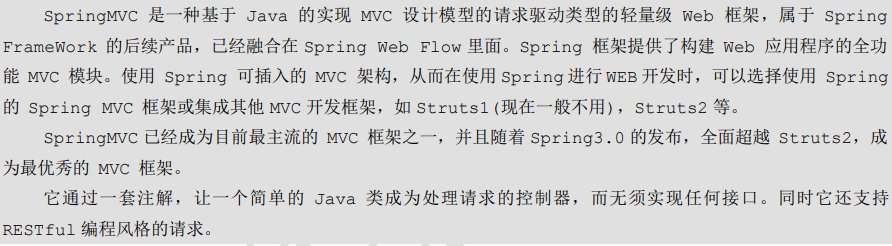 SpringMVC 是一种基于 Java 的实现 MVC 设计模型的请求驱动类型的轻量级 Web 框架，属于 Spring
FrameWork 的后续产品，已经融合在 Spring Web Flow 里面。Spring 框架提供了构建 Web 应用程序的全功
能 MVC 模块。使用 Spring 可插入的 MVC 架构，从而在使用 Spring 进行 WEB 开发时，可以选择使用 Spring
的 Spring MVC 框架或集成其他 MVC 开发框架，如 Struts1(现在一般不用)，Struts2 等。
SpringMVC 已经成为目前最主流的 MVC 框架之一，并且随着 Spring3.0 的发布，全面超越 Struts2，成
为最优秀的 MVC 框架。
它通过一套注解，让一个简单的 Java 类成为处理请求的控制器，而无须实现任何接口。同时它还支持
RESTful 编程风格的请求。